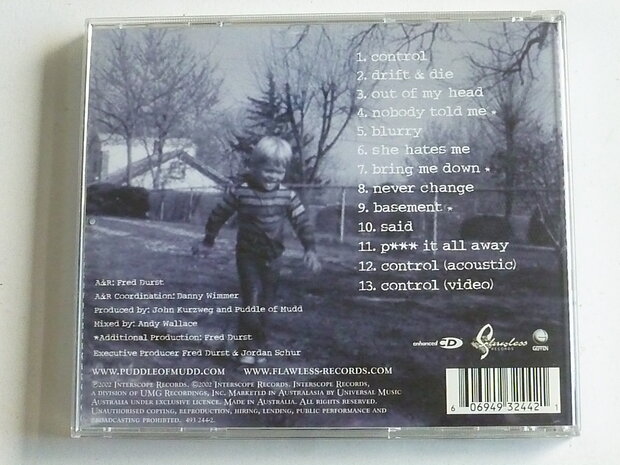 1. control
2. drift & die
3. out of my head
4. nobody told me *
5. blurry
6. she hates me
7. bring me down *
8. never change
9. basement *
10. said
11. p*** it all away
12. control (acoustic)
13. control (video)
A&R: Fred Durst
A&R Coordination: Danny Wimmer
Produced by: John Kurzweg and Puddle of Mudd
Mixed by: Andy Wallace
*Additional Production: Fred Durst
Executive Producer Fred Durst & Jordan Schur
www.puddleofmudd.com www.flawless-records.com
℗2002 Interscope Records. ©2002 Interscope Records. Interscope Records,
a division of UMG Recordings, Inc. Marketed in Australasia by Universal Music
Australia under exclusive licence. Made in Australia. All rights reserved.
Unauthorised copying, reproduction, hiring, lending, public performance and
broadcasting prohibited. 493 244-2.
enhanced CD
Flawless
RECORDS
GEFFEN
6 06949 32442 1